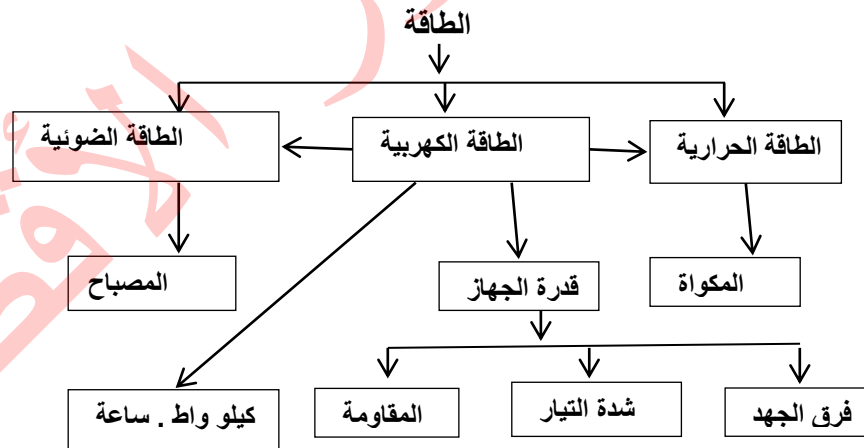 الطاقة
الطاقة الحرارية
الطاقة الكهربية
الطاقة الضوئية
المكواة
قدرة الجهاز
المصباح
فرق الجهد
شدة التيار
المقاومة
كيلو واط . ساعة